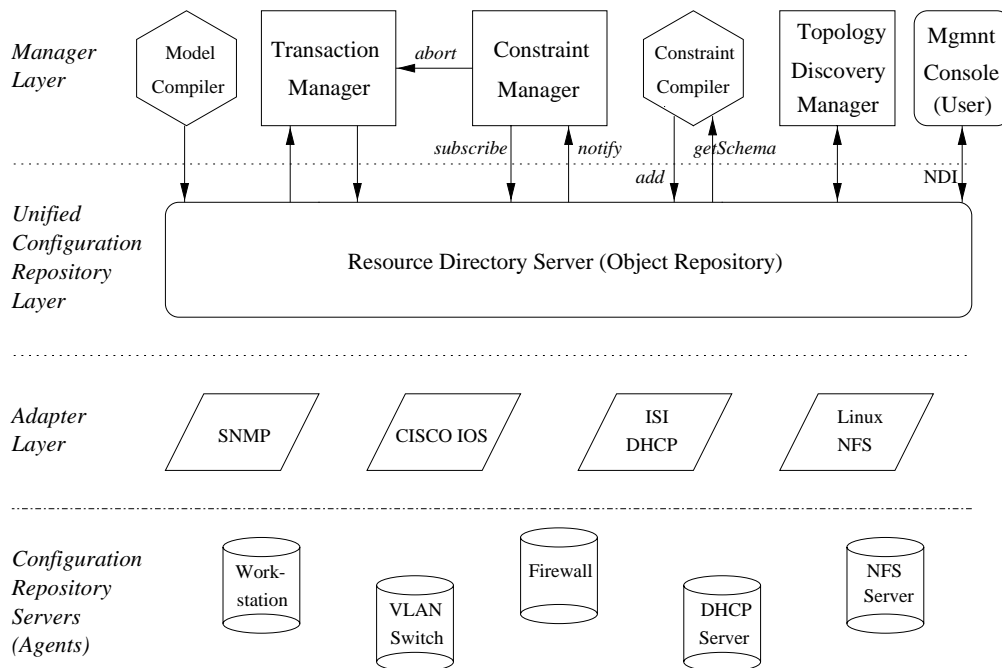 Manager
Layer
Model
Compiler
Transaction
Manager
abort
Constraint
Manager
Constraint
Compiler
Topology
Discovery
Manager
Mgmnt
Console
(User)
subscribe
notify
getSchema
add
NDI
Unified
Configuration
Repository
Layer
Resource Directory Server (Object Repository)
Adapter
Layer
SNMP
CISCO IOS
ISI
DHCP
Linux
NFS
Configuration
Repository
Servers
(Agents)
Work-
station
VLAN
Switch
Firewall
DHCP
Server
NFS
Server